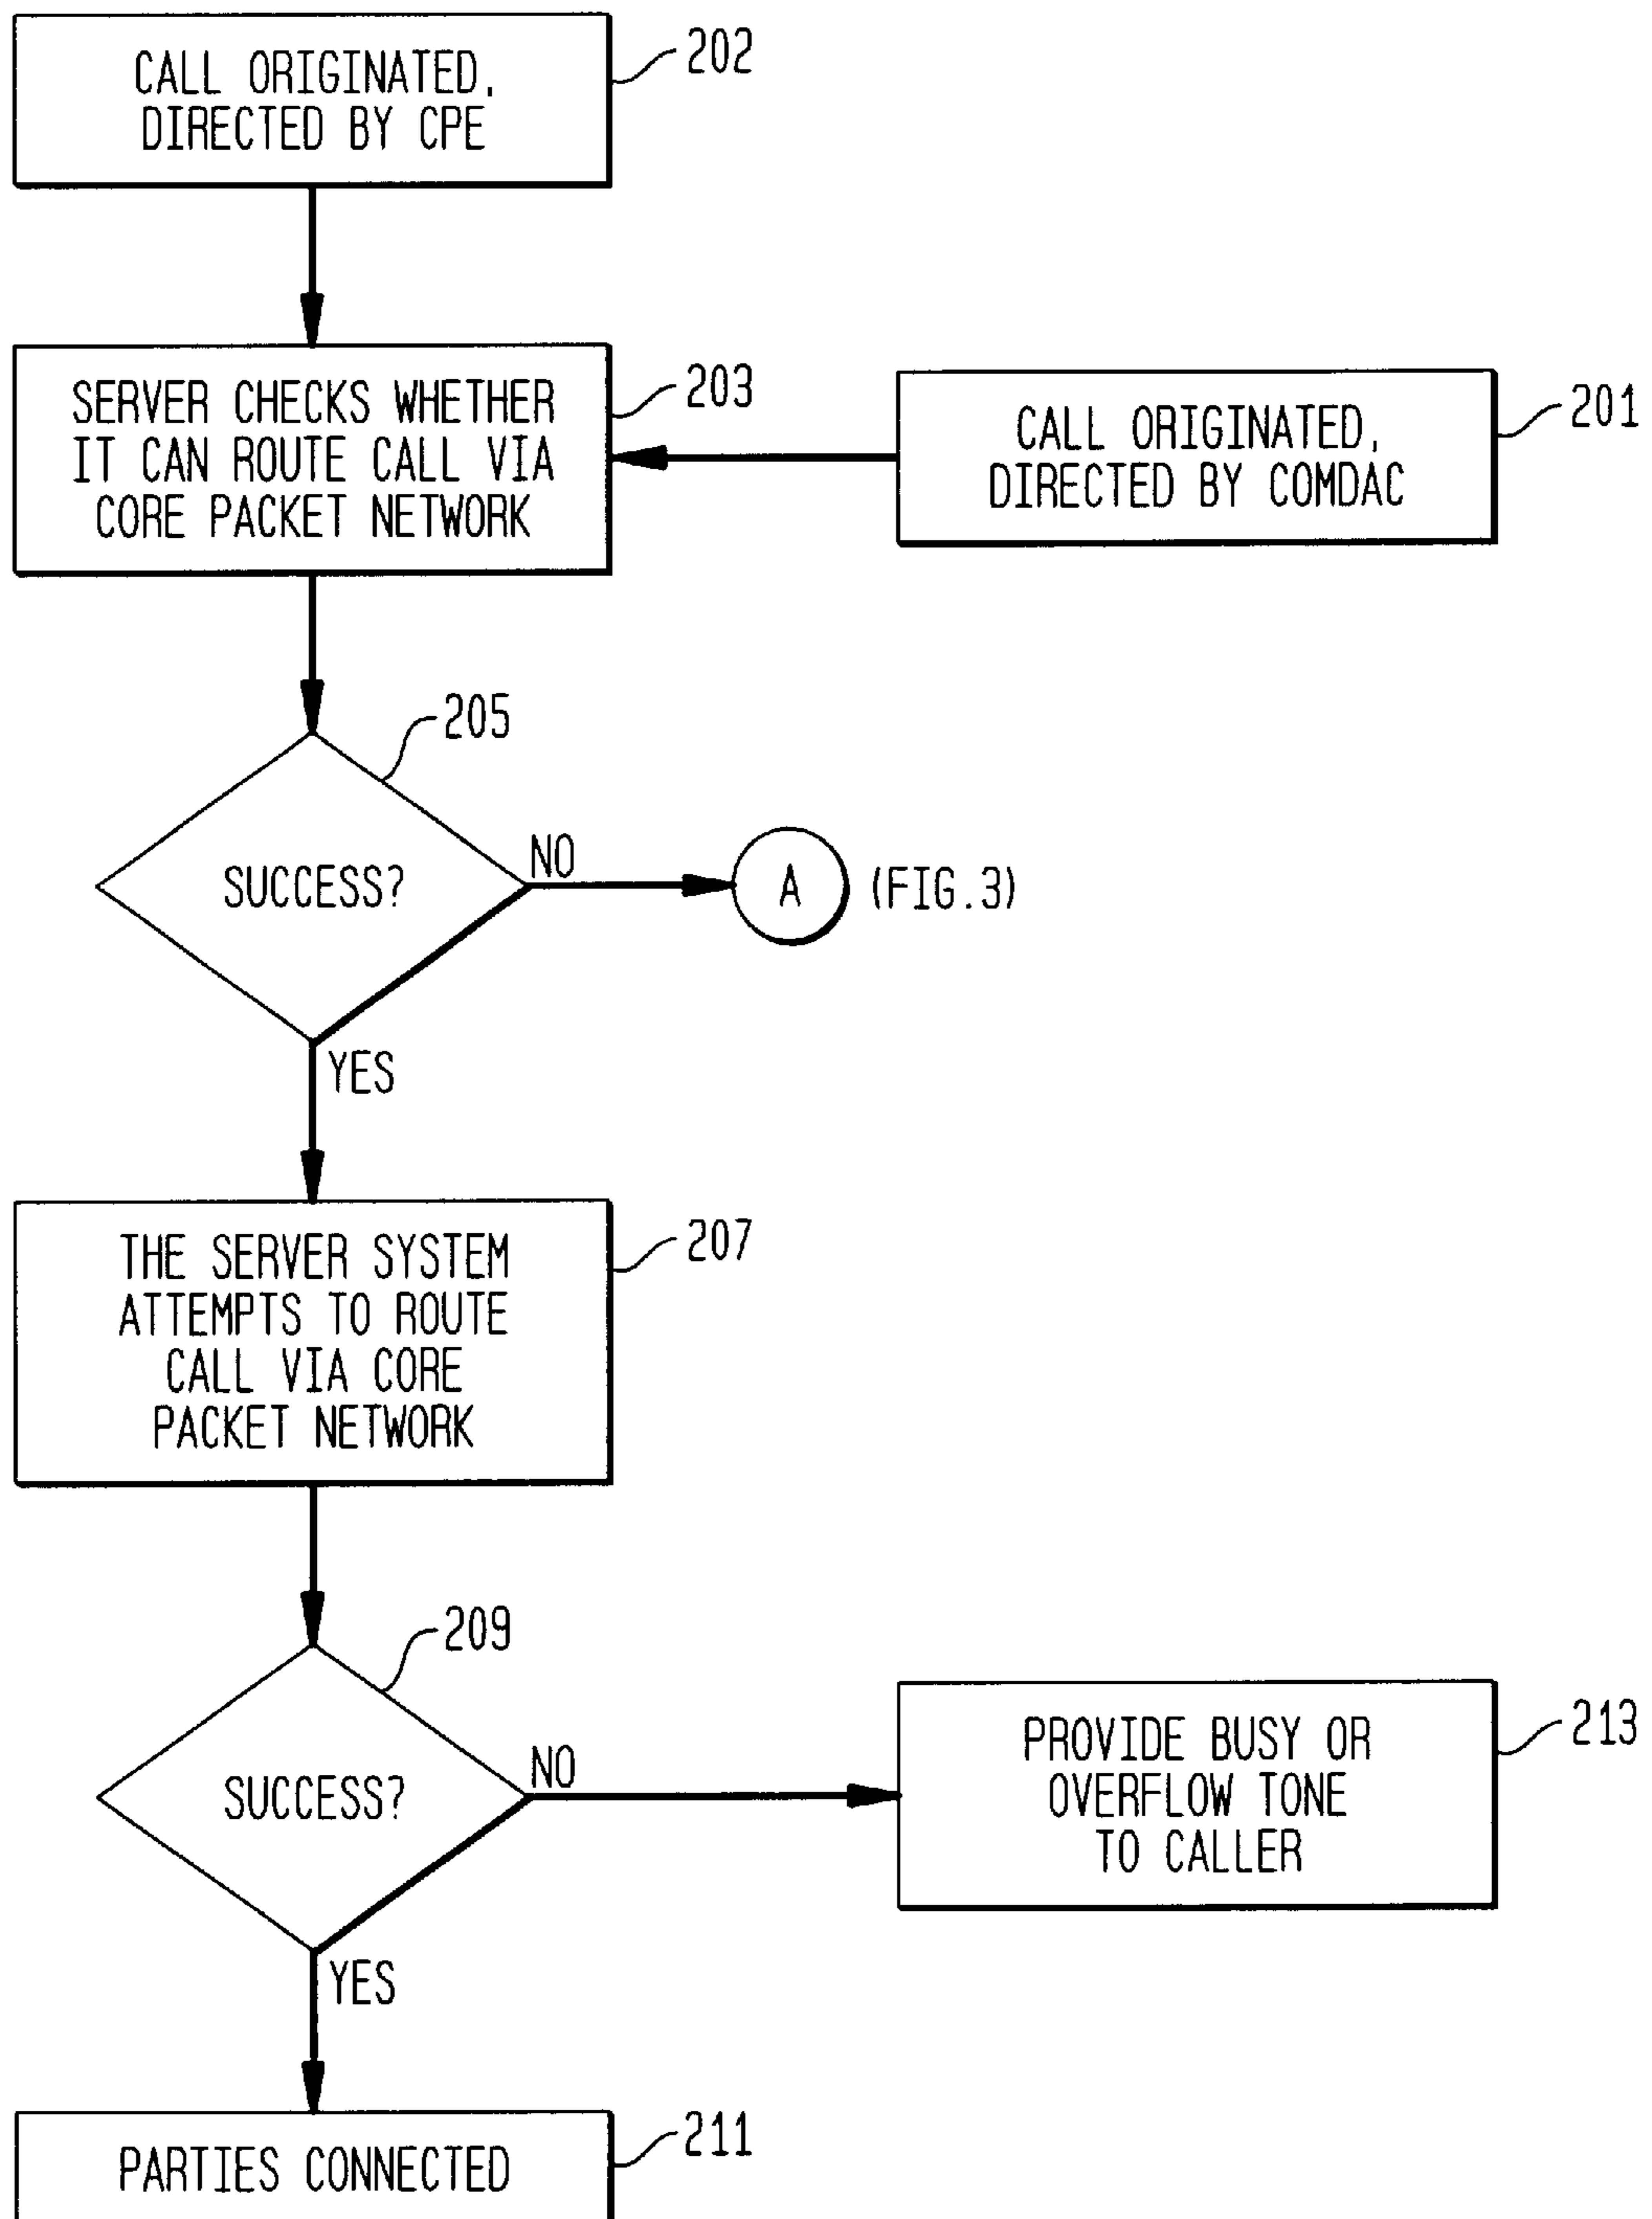 CALL ORIGINATED,
DIRECTED BY CPE
202
SERVER CHECKS WHETHER
IT CAN ROUTE CALL VIA
CORE PACKET NETWORK
203
CALL ORIGINATED,
DIRECTED BY COMDAC
201
205
SUCCESS?
NO
A
(FIG.3)
YES
THE SERVER SYSTEM
ATTEMPTS TO ROUTE
CALL VIA CORE
PACKET NETWORK
207
209
SUCCESS?
NO
PROVIDE BUSY OR
OVERFLOW TONE
TO CALLER
213
YES
PARTIES CONNECTED
211